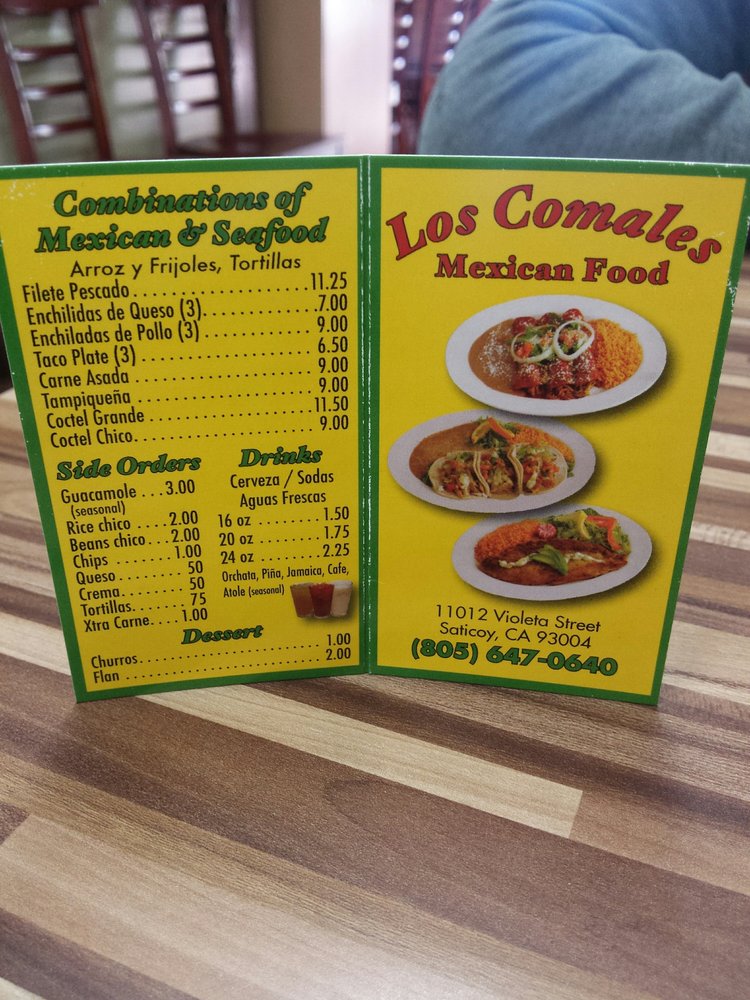 Combinations of
Mexican & Seafood
Arroz y Frijoles, Tortillas
Filete Pescado . . . . . . . . . . . . . . . . . . 11.25
Enchilidas de Queso (3). . . . . . . . . . . . 7.00
Enchiladas de Pollo (3) . . . . . . . . . . . . 9.00
Taco Plate (3) . . . . . . . . . . . . . . . . . . 6.50
Carne Asada . . . . . . . . . . . . . . . . . . . 9.00
Tampiqueña . . . . . . . . . . . . . . . . . . . 9.00
Coctel Grande . . . . . . . . . . . . . . . . . 11.50
Coctel Chico. . . . . . . . . . . . . . . . . . . 9.00
Side Orders
Guacamole . . . 3.00
(seasonal)
Rice chico . . . . . 2.00
Beans chico . . 2.00
Chips . . . . . . . . 1.00
Queso . . . . . . . . . 50
Crema . . . . . . . . . 50
Tortillas. . . . . . . . 75
Xtra Carne. . . . 1.00
Drinks
Cerveza / Sodas
Aguas Frescas
16 oz . . . . . . . . . 1.50
20 oz . . . . . . . . . 1.75
24 oz . . . . . . . . . 2.25
Orchata, Piña, Jamaica, Cafe,
Atole (seasonal)
Dessert
Churros. . . . . . . . . . . . . . . . . . . . . . . 1.00
Flan . . . . . . . . . . . . . . . . . . . . . . . . 2.00
Los Comales
Mexican Food
11012 Violeta Street
Saticoy, CA 93004
(805) 647-0640